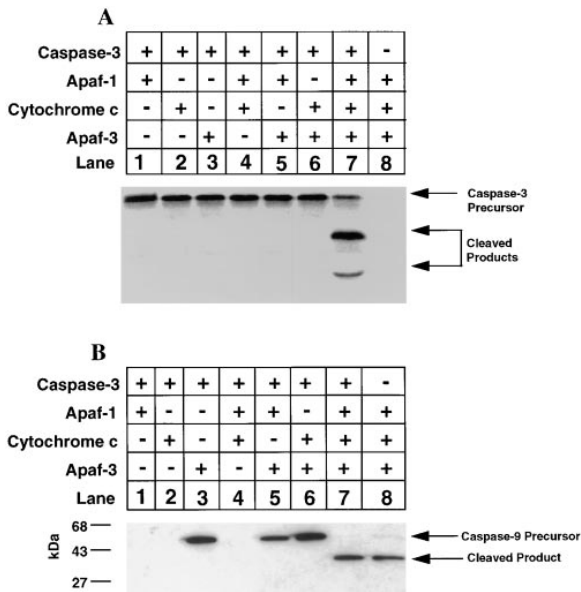 A
Caspase-3 + + + + + + + -
Apaf-1 + - - + + - + +
Cytochrome c - + - + - + + +
Apaf-3 - - + - + + + +
Lane 1 2 3 4 5 6 7 8
Caspase-3
Precursor
Cleaved
Products
B
Caspase-3 + + + + + + + -
Apaf-1 + - - + + - + +
Cytochrome c - + - + - + + +
Apaf-3 - - + - + + + +
Lane 1 2 3 4 5 6 7 8
68
kDa
43
27
Caspase-9 Precursor
Cleaved Product